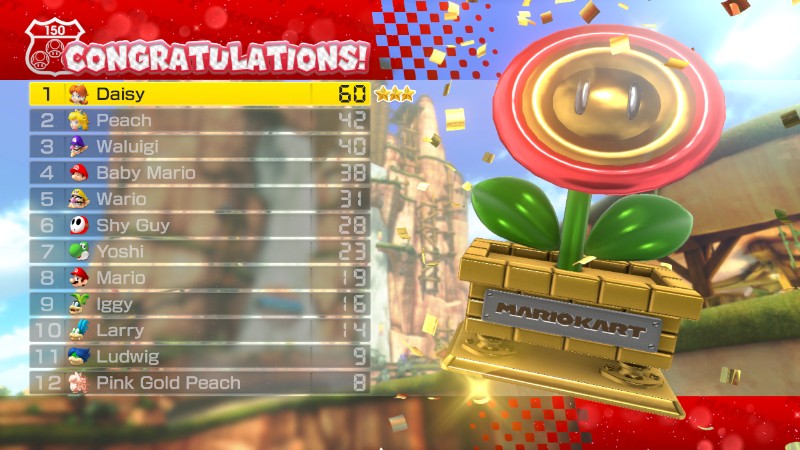 150
CONGRATULATIONS!
1 Daisy 60
2 Peach 42
3 Waluigi 40
4 Baby Mario 38
5 Wario 31
6 Shy Guy 28
7 Yoshi 23
8 Mario 19
9 Iggy 16
10 Larry 14
11 Ludwig 9
12 Pink Gold Peach 8
MARIOKART